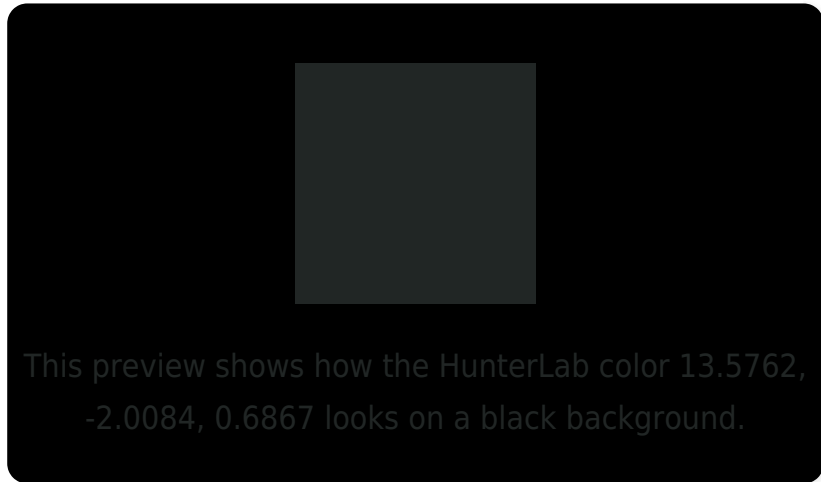 This preview shows how the HunterLab color 13.5762,
-2.0084, 0.6867 looks on a black background.